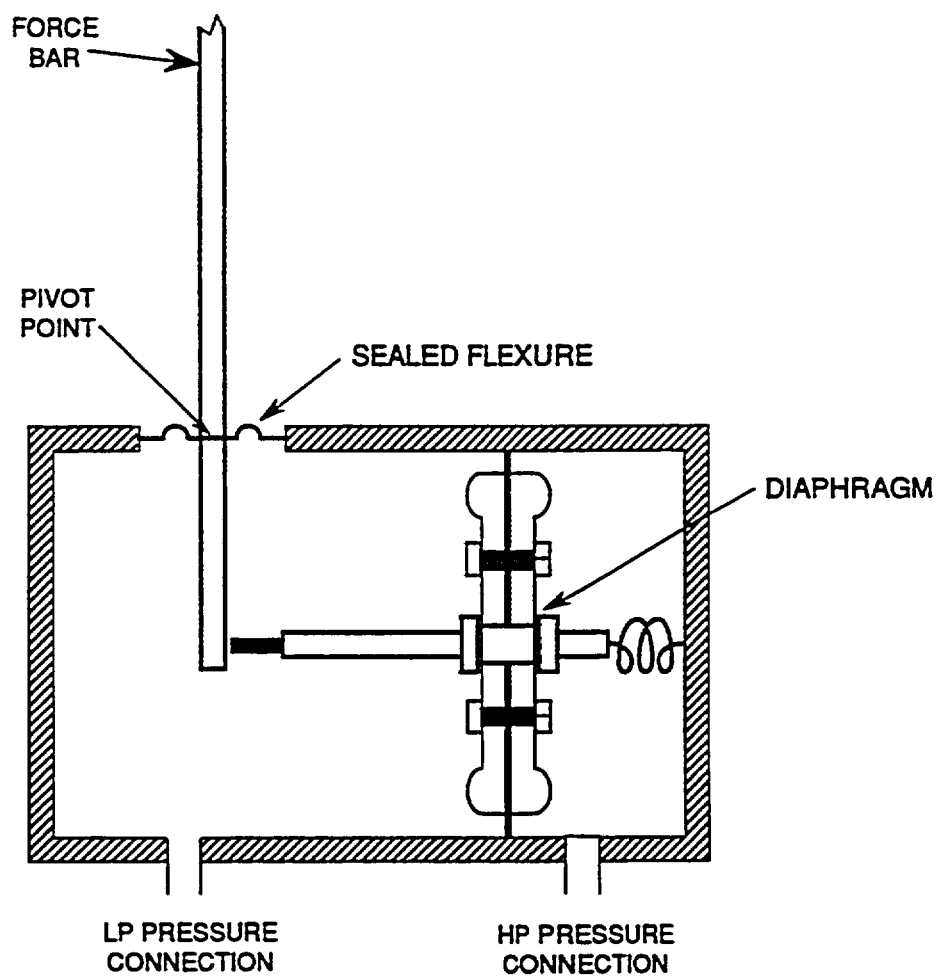 FORCE
BAR
PIVOT
POINT
SEALED FLEXURE
DIAPHRAGM
LP PRESSURE
CONNECTION
HP PRESSURE
CONNECTION